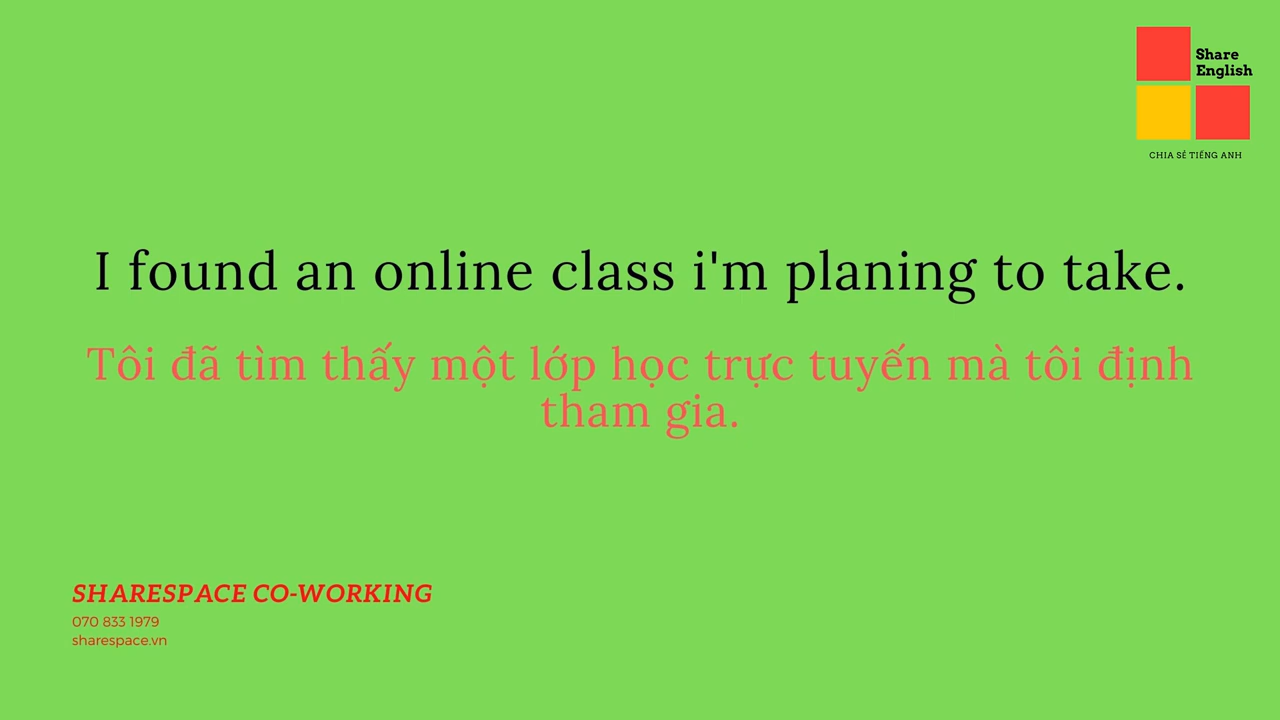 Share
English
CHIA SẺ TIẾNG ANH
I found an online class i'm planing to take.
Tôi đã tìm thấy một lớp học trực tuyến mà tôi định
tham gia.
SHARESPACE CO-WORKING
070 833 1979
sharespace.vn